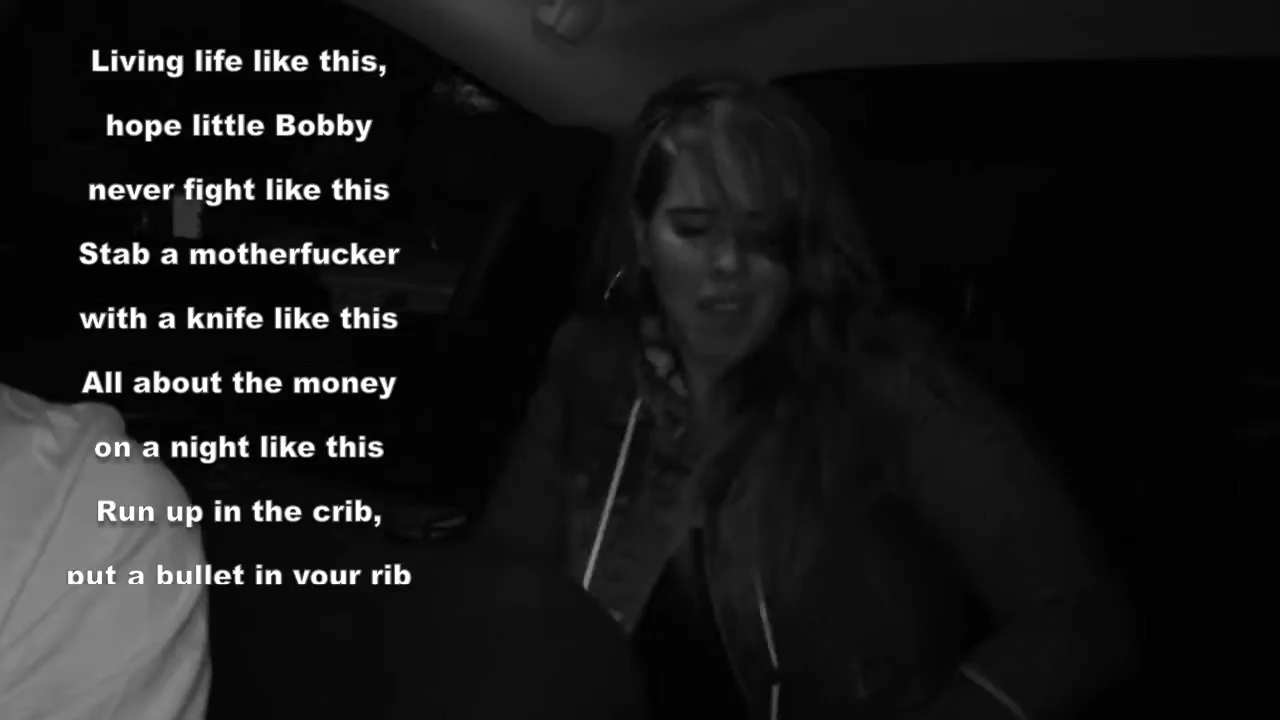 Living life like this,
hope little Bobby
never fight like this
Stab a motherfucker
with a knife like this
All about the money
on a night like this
Run up in the crib,
put a bullet in your rib